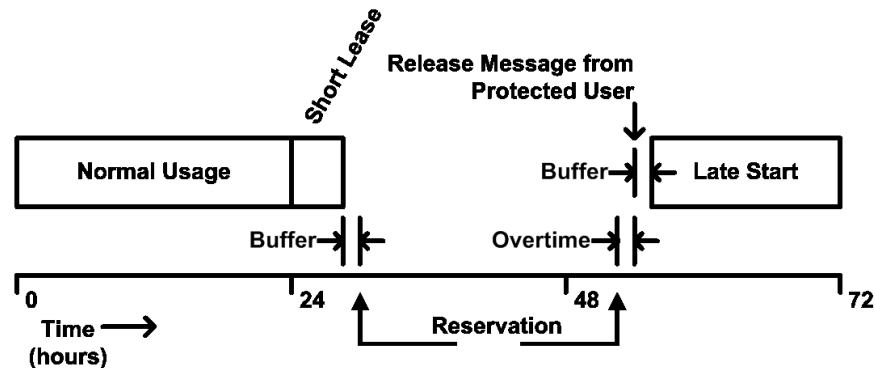 Short Lease
Release Message from
Protected User
Normal Usage
Buffer
Late Start
Buffer
Overtime
0
24
48
72
Time
(hours)
Reservation